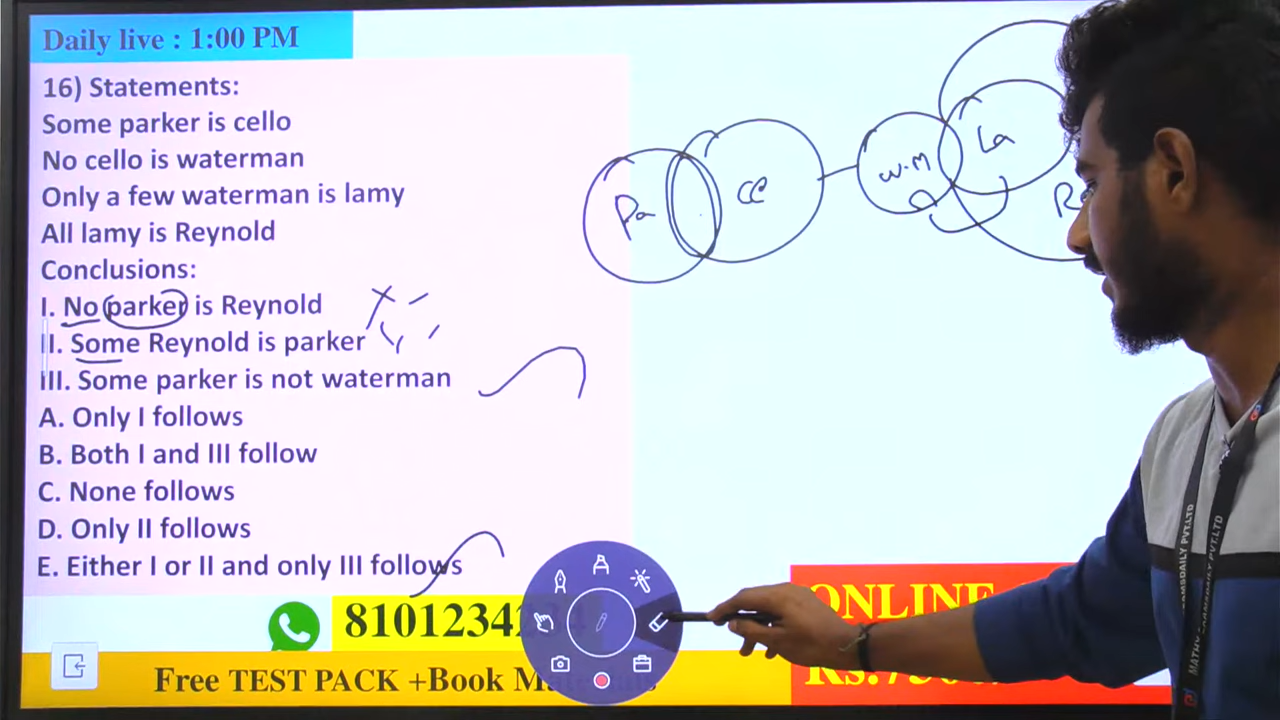 Daily live : 1:00 PM
16) Statements:
Some parker is cello
No cello is waterman
Only a few waterman is lamy
All lamy is Reynold
Conclusions:
I. No parker is Reynold
II. Some Reynold is parker
III. Some parker is not waterman
A. Only I follows
B. Both I and III follow
C. None follows
D. Only II follows
E. Either I or II and only III follows
Pa
ce
W.M
La
8101234234
ONLINE
Free TEST PACK +Book Materials